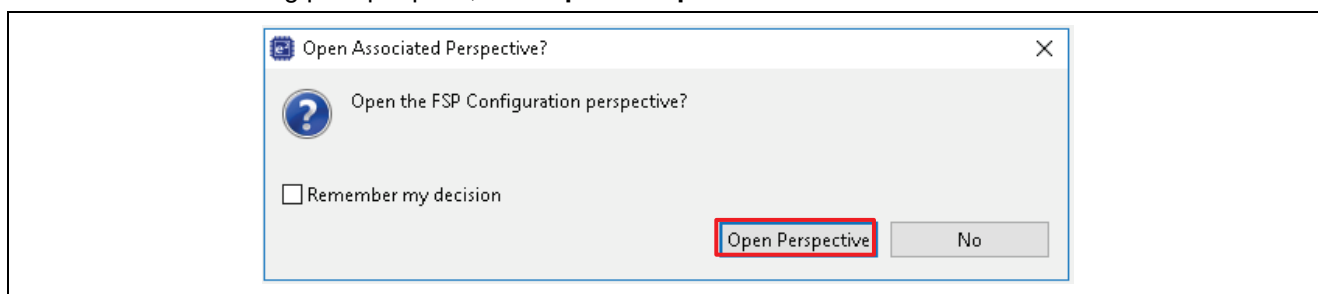 Open Associated Perspective?
Open the FSP Configuration perspective?
Remember my decision
Open Perspective No